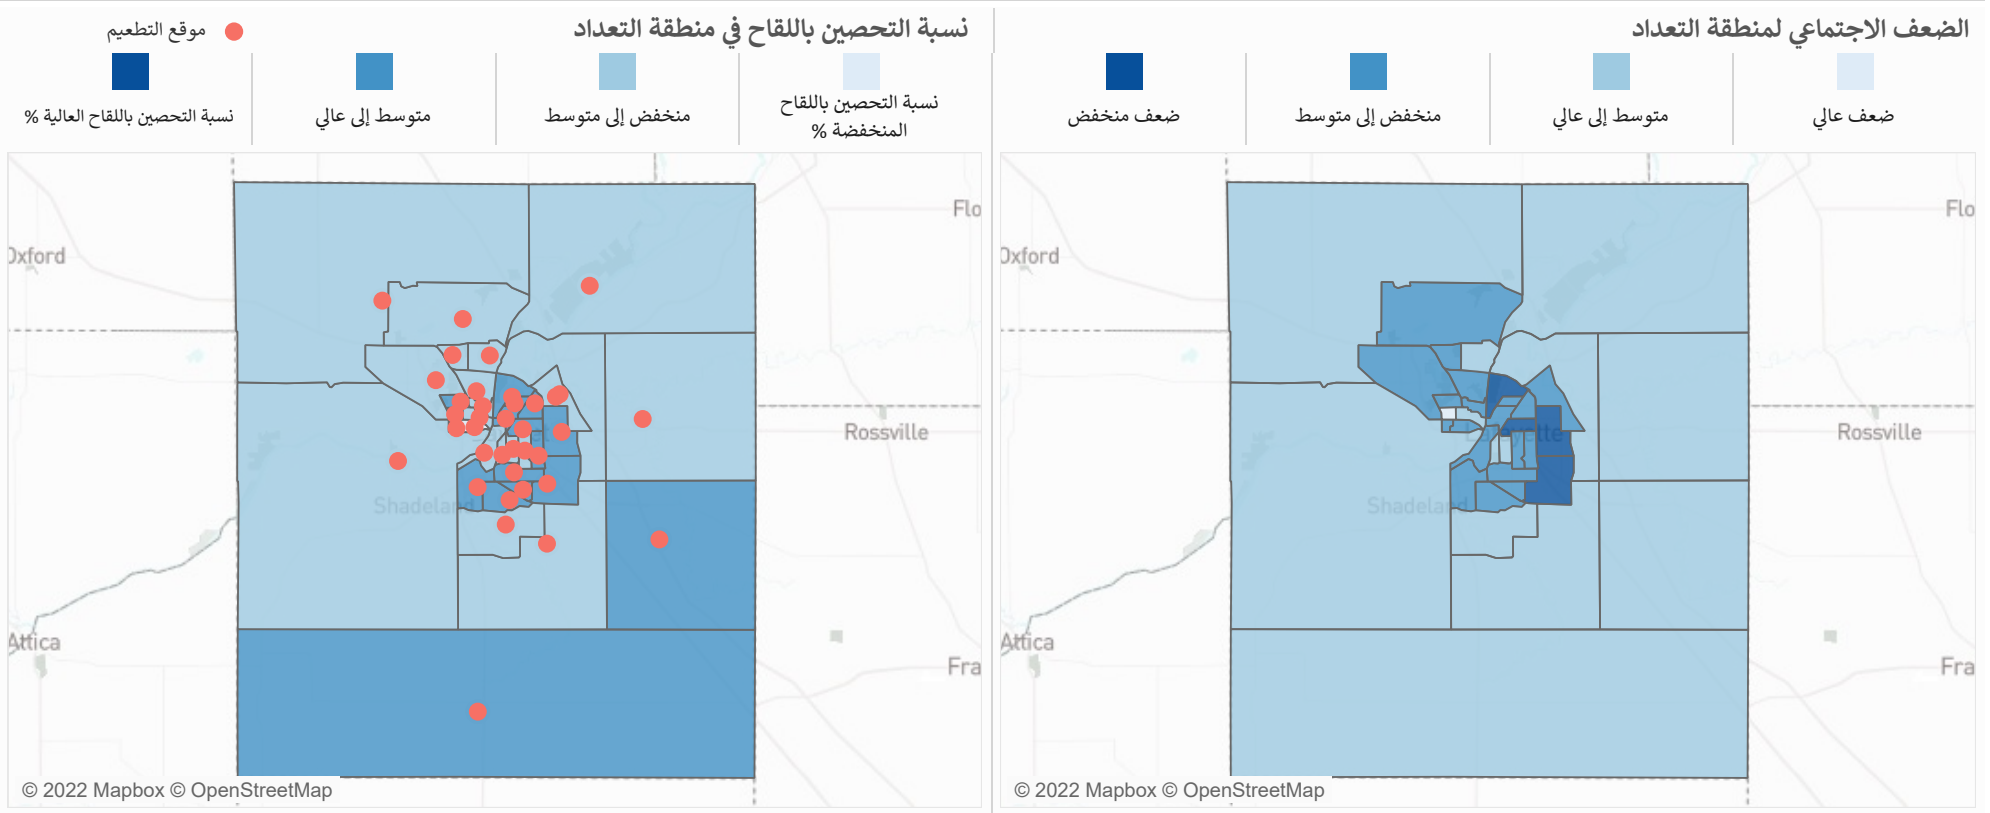 الضعف الاجتماعي لمنطقة التعداد
ضعف عالي
متوسط إلى عالي
منخفض إلى متوسط
ضعف منخفض
Flo
Oxford
Rossville
Lafayette
Shadeland
Attica
Fra
© 2022 Mapbox © OpenStreetMap
نسبة التحصين باللقاح في منطقة التعداد
موقع التطعيم
نسبة التحصين باللقاح
المنخفضة %
منخفض إلى متوسط
متوسط إلى عالي
نسبة التحصين باللقاح العالية %
Flo
Oxford
Rossville
Shadeland
Attica
Fra
© 2022 Mapbox © OpenStreetMap